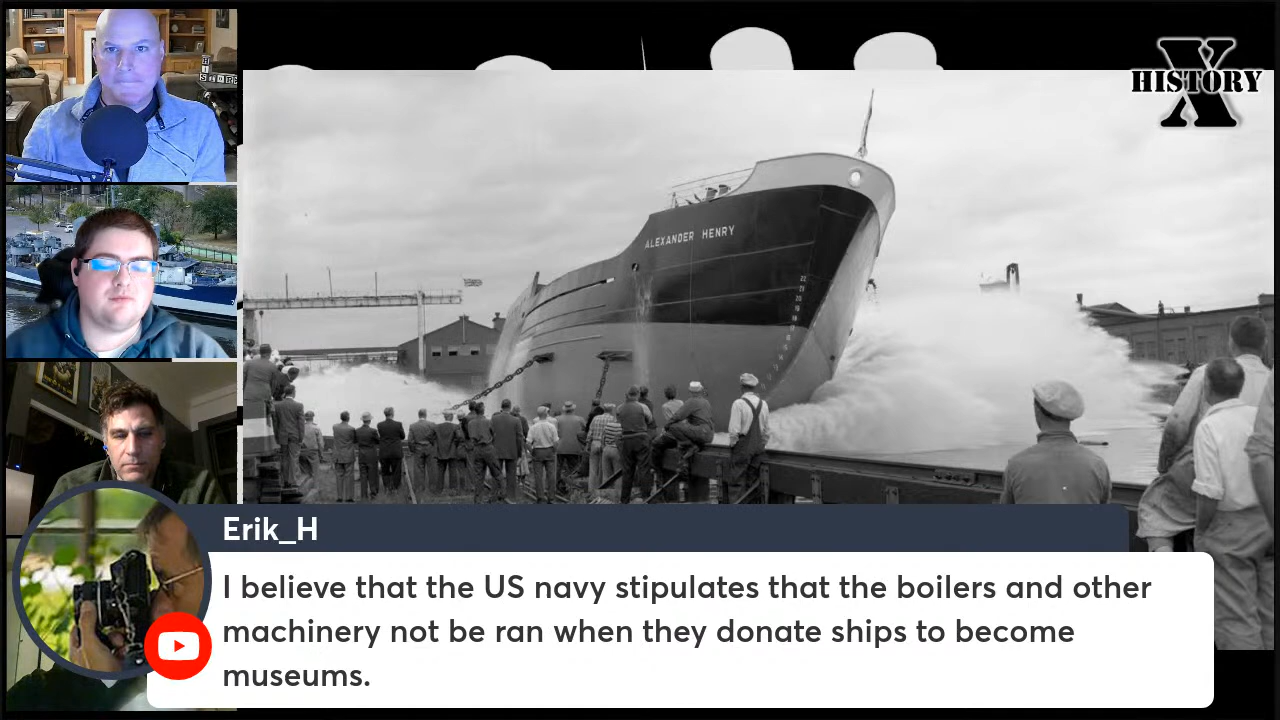 HISTORY
X
ALEXANDER HENRY
Erik_H
I believe that the US navy stipulates that the boilers and other
machinery not be ran when they donate ships to become
museums.